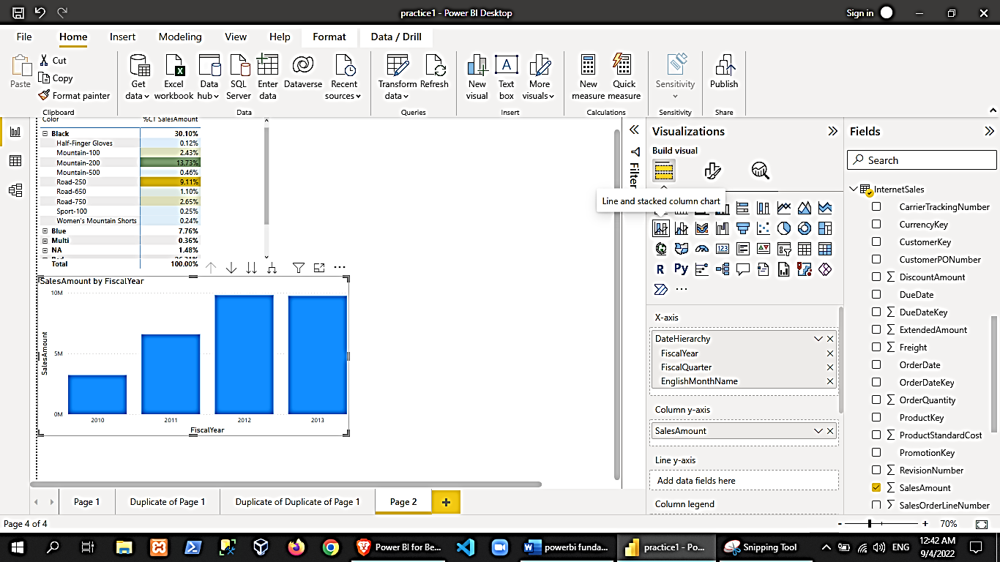 practice1 - Power BI Desktop
Sign in
File Home Insert Modeling View Help Format Data / Drill
Paste
Cut
Copy
Format painter
Clipboard
Get data
Excel workbook
Data hub
SQL Server
Enter data
Dataverse
Recent sources
Data
Transform data
Refresh
Queries
New visual
Text box
More visuals
Insert
New measure
Quick measure
Calculations
Sensitivity
Sensitivity
Publish
Share
Color %CT SalesAmount
Black 30.10%
Half-Finger Gloves 0.12%
Mountain-100 2.43%
Mountain-200 13.73%
Mountain-500 0.46%
Road-250 9.11%
Road-650 1.10%
Road-750 2.65%
Sport-100 0.25%
Women's Mountain Shorts 0.24%
Blue 7.76%
Multi 0.36%
NA 1.48%
Total 100.00%
SalesAmount by FiscalYear
10M
5M
0M
SalesAmount
2010 2011 2012 2013
FiscalYear
Filter
Visualizations
Build visual
Line and stacked column chart
123
R Py
X-axis
DateHierarchy
FiscalYear
FiscalQuarter
EnglishMonthName
Column y-axis
SalesAmount
Line y-axis
Add data fields here
Column legend
Fields
Search
InternetSales
CarrierTrackingNumber
CurrencyKey
CustomerKey
CustomerPONumber
DiscountAmount
DueDate
DueDateKey
ExtendedAmount
Freight
OrderDate
OrderDateKey
OrderQuantity
ProductKey
ProductStandardCost
PromotionKey
RevisionNumber
SalesAmount
SalesOrderLineNumber
Page 1 Duplicate of Page 1 Duplicate of Duplicate of Page 1 Page 2
Page 4 of 4
- + 70%
Power BI for Be...
powerbi funda...
practice1 - Po...
Snipping Tool
ENG
12:42 AM
9/4/2022